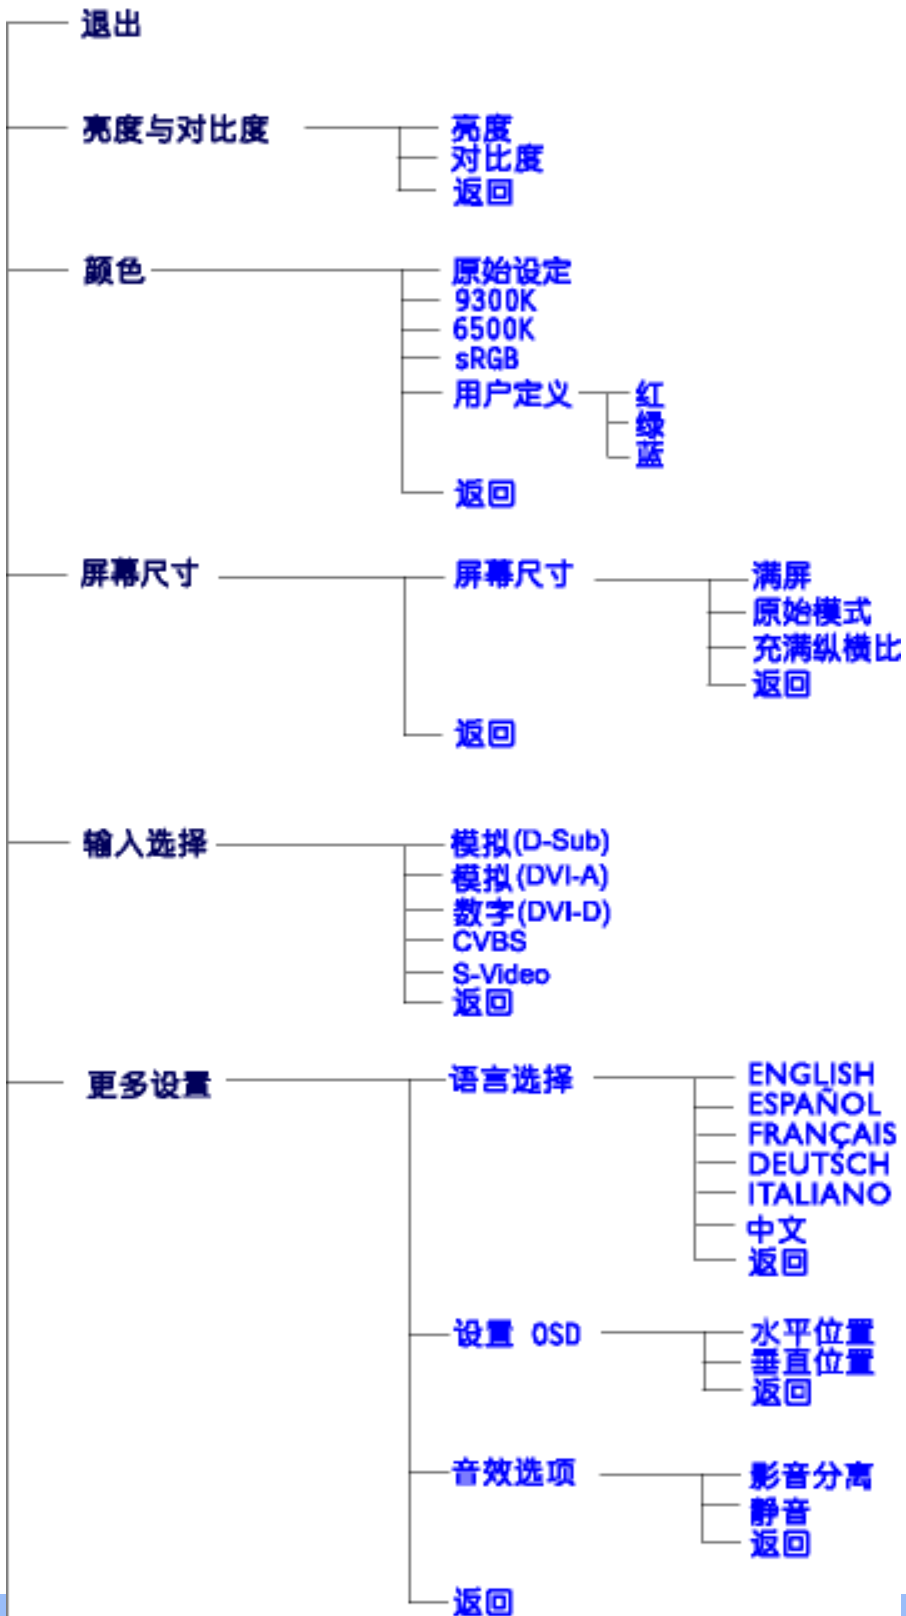 退出
亮度与对比度
亮度
对比度
返回
颜色
原始设定
9300K
6500K
sRGB
用户定义
红
绿
蓝
返回
屏幕尺寸
屏幕尺寸
满屏
原始模式
充满纵横比
返回
返回
输入选择
模拟(D-Sub)
模拟(DVI-A)
数字(DVI-D)
CVBS
S-Video
返回
更多设置
语言选择
ENGLISH
ESPAÑOL
FRANÇAIS
DEUTSCH
ITALIANO
中文
返回
设置 OSD
水平位置
垂直位置
返回
音效选项
影音分离
静音
返回
返回